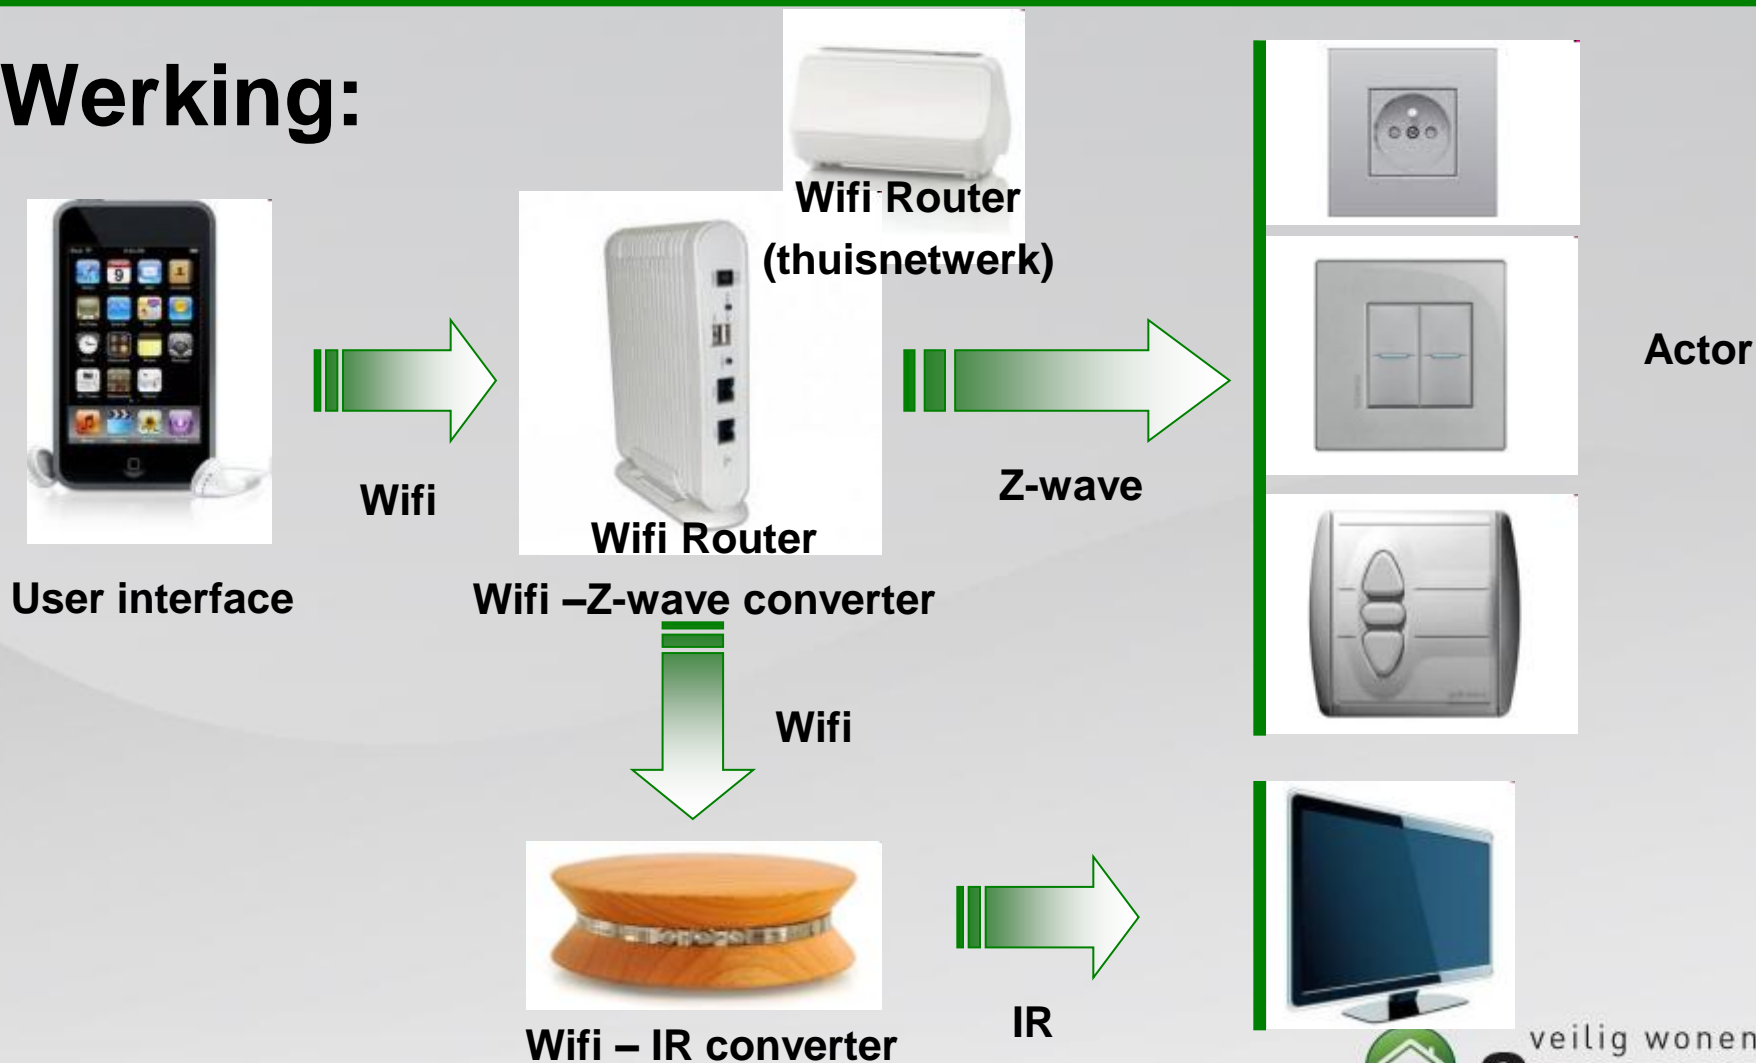 Werking:
Wifi Router
(thuisnetwerk)
Actor
Wifi
Z-wave
Wifi Router
User interface
Wifi –Z-wave converter
Wifi
IR
Wifi – IR converter
veilig wonen